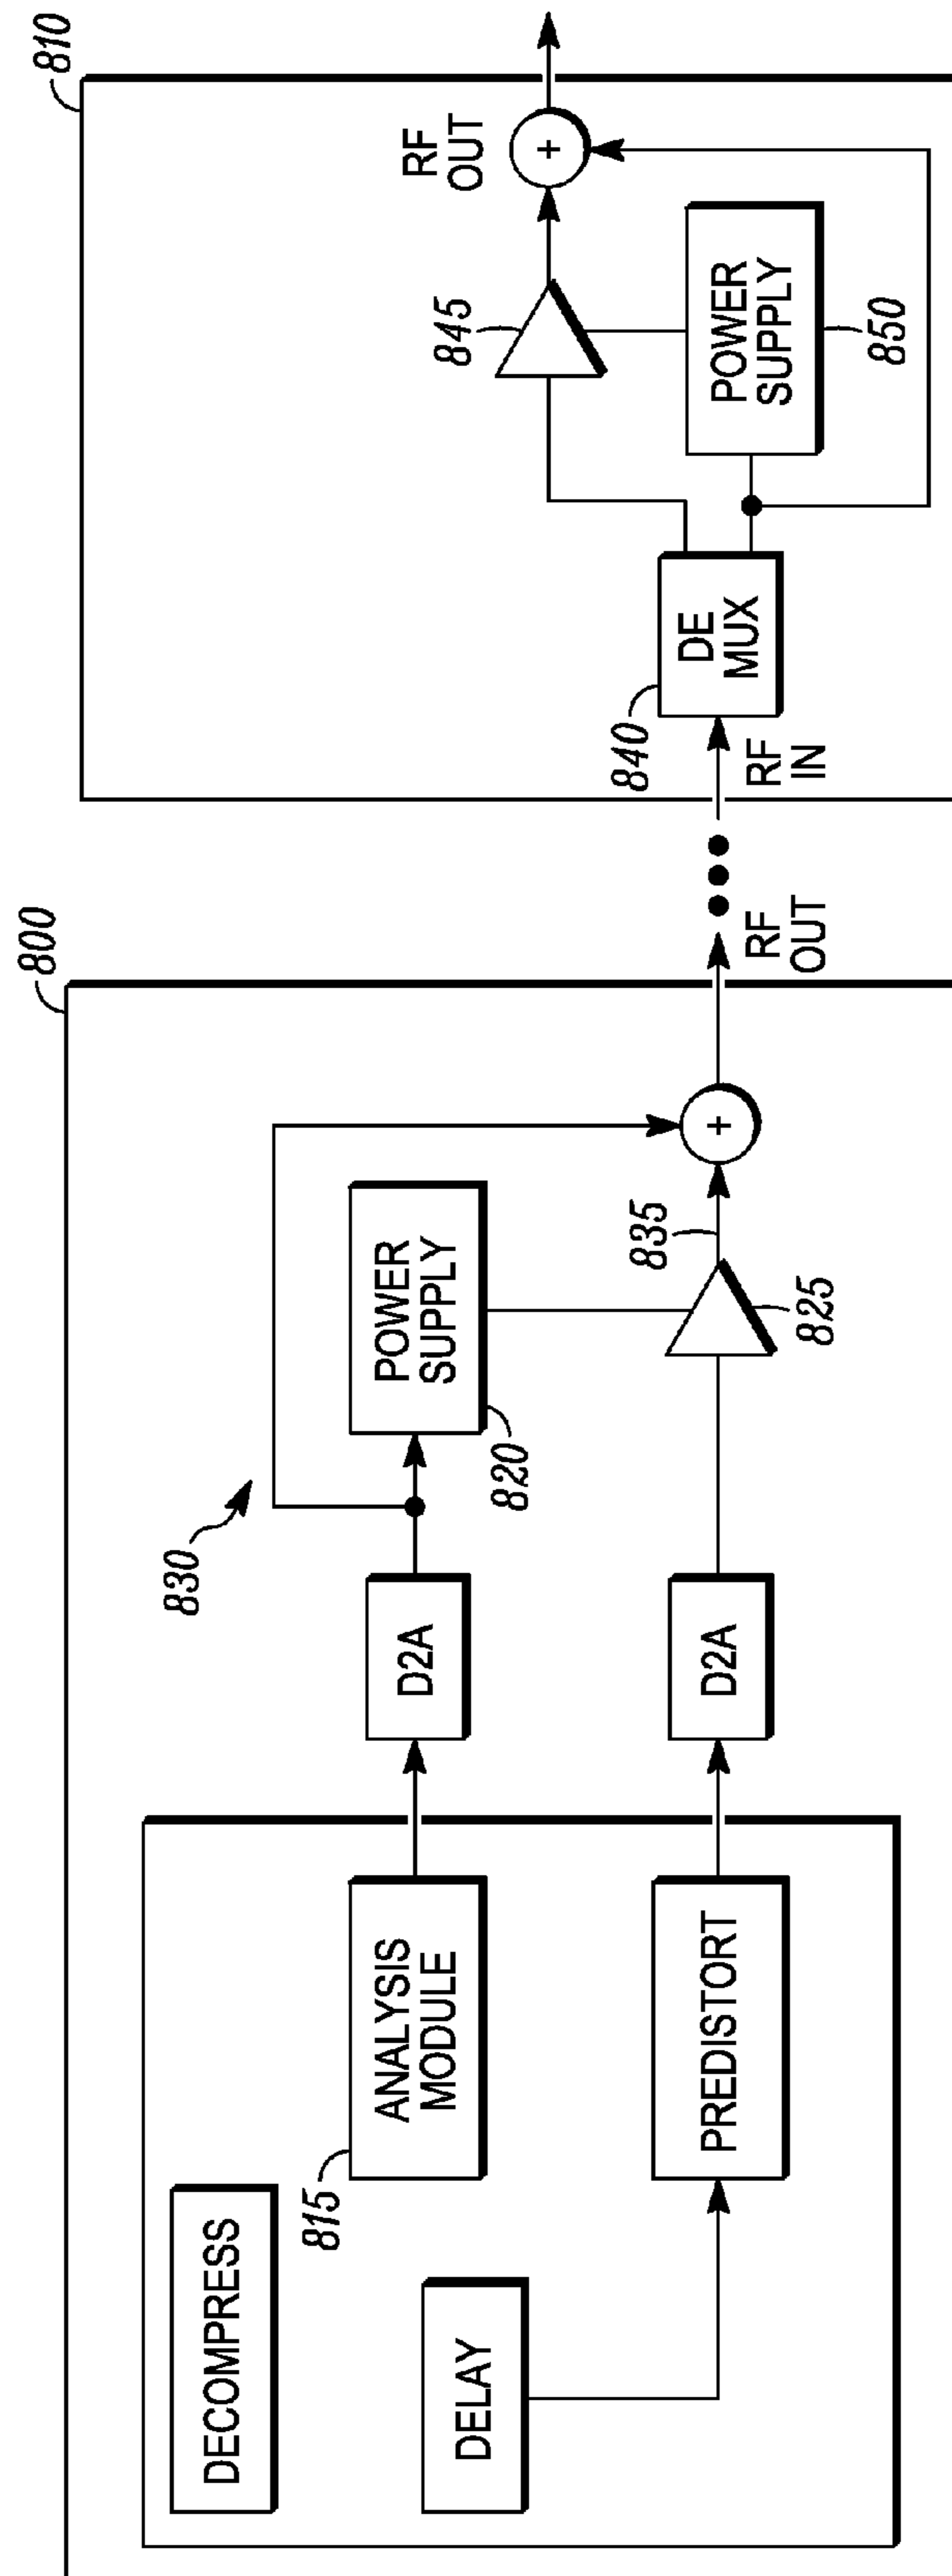 800
DECOMPRESS
DELAY
815
ANALYSIS
MODULE
PREDISTORT
D2A
D2A
830
POWER
SUPPLY
820
825
835
+
RF
OUT
810
RF
IN
840
DE
MUX
845
POWER
SUPPLY
850
RF
OUT
+